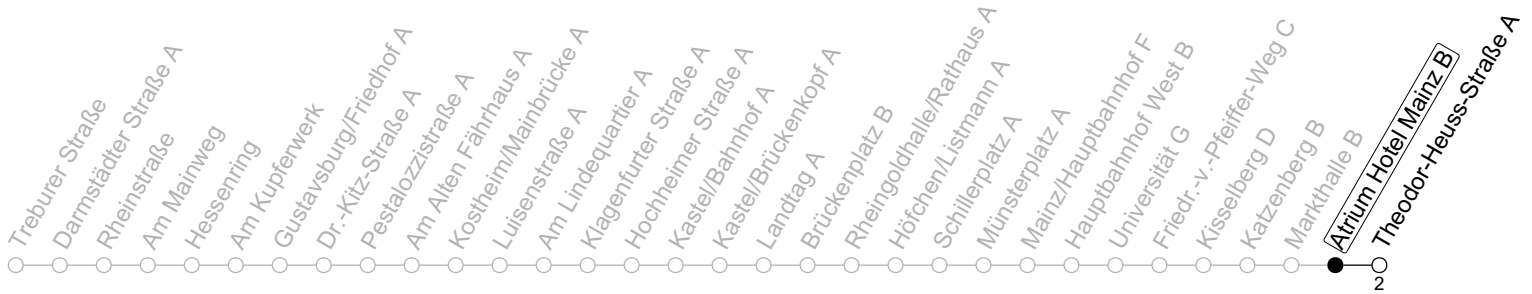 Treburer Straße
Darmstädter Straße A
Rheinstraße
Am Mainweg
Hessenring
Am Kupferwerk
Gustavsburg/Friedhof A
Dr.-Kitz-Straße A
Pestalozzistraße A
Am Alten Fährhaus A
Kostheim/Mainbrücke A
Luisenstraße A
Am Lindequartier A
Klagenfurter Straße A
Hochheimer Straße A
Kastel/Bahnhof A
Kastel/Brückenkopf A
Landtag A
Brückenplatz B
Rheingoldhalle/Rathaus A
Höfchen/Listmann A
Schillerplatz A
Münsterplatz A
Mainz/Hauptbahnhof F
Hauptbahnhof West B
Universität G
Friedr.-v.-Pfeiffer-Weg C
Kisselberg D
Katzenberg B
Markthalle B
Atrium Hotel Mainz B
Theodor-Heuss-Straße A
2